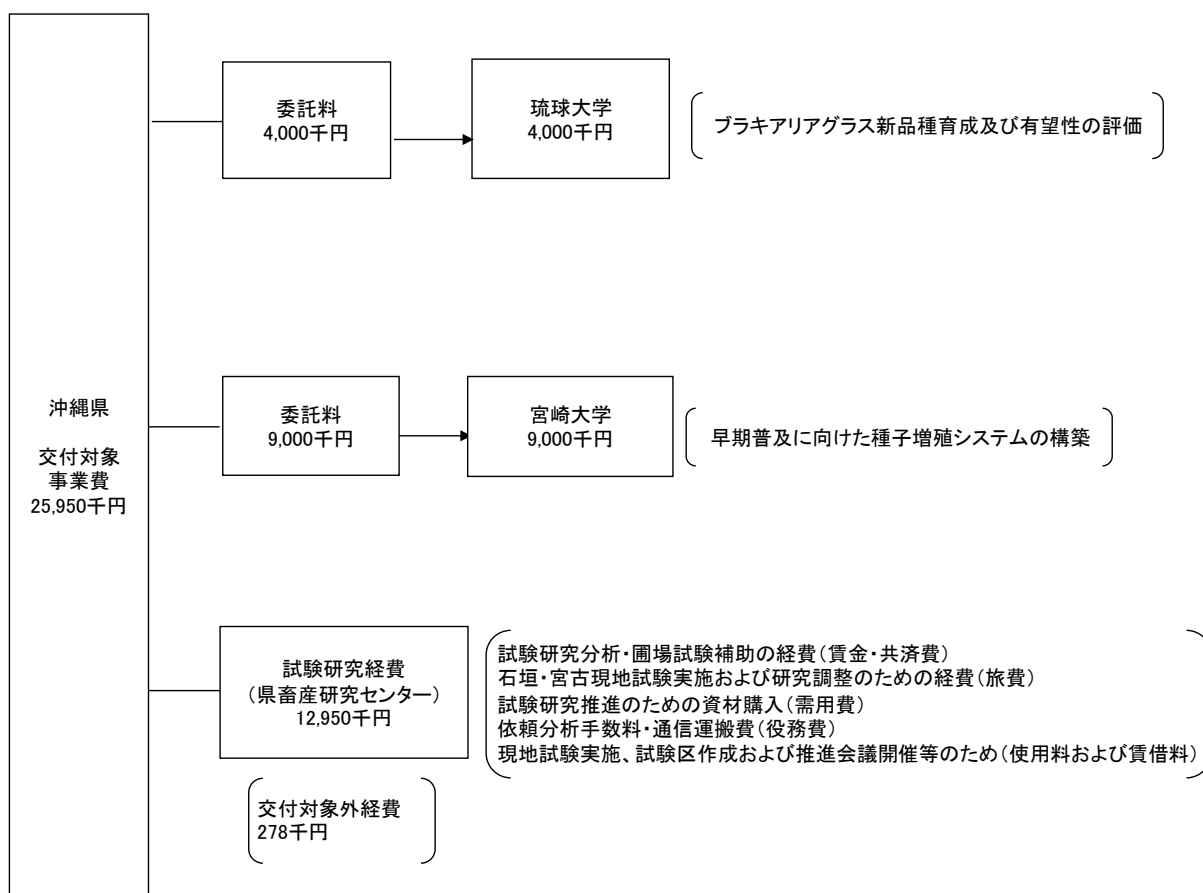 沖縄県
交付対象
事業費
25,950千円
委託料
4,000千円
琉球大学
4,000千円
ブラキアリアグラス新品種育成及び有望性の評価
委託料
9,000千円
宮崎大学
9,000千円
早期普及に向けた種子増殖システムの構築
試験研究経費
(県畜産研究センター)
12,950千円
試験研究分析・圃場試験補助の経費(賃金・共済費)
石垣・宮古現地試験実施および研究調整のための経費(旅費)
試験研究推進のための資材購入(需用費)
依頼分析手数料・通信運搬費(役務費)
現地試験実施、試験区作成および推進会議開催等のため(使用料および賃借料)
交付対象外経費
278千円